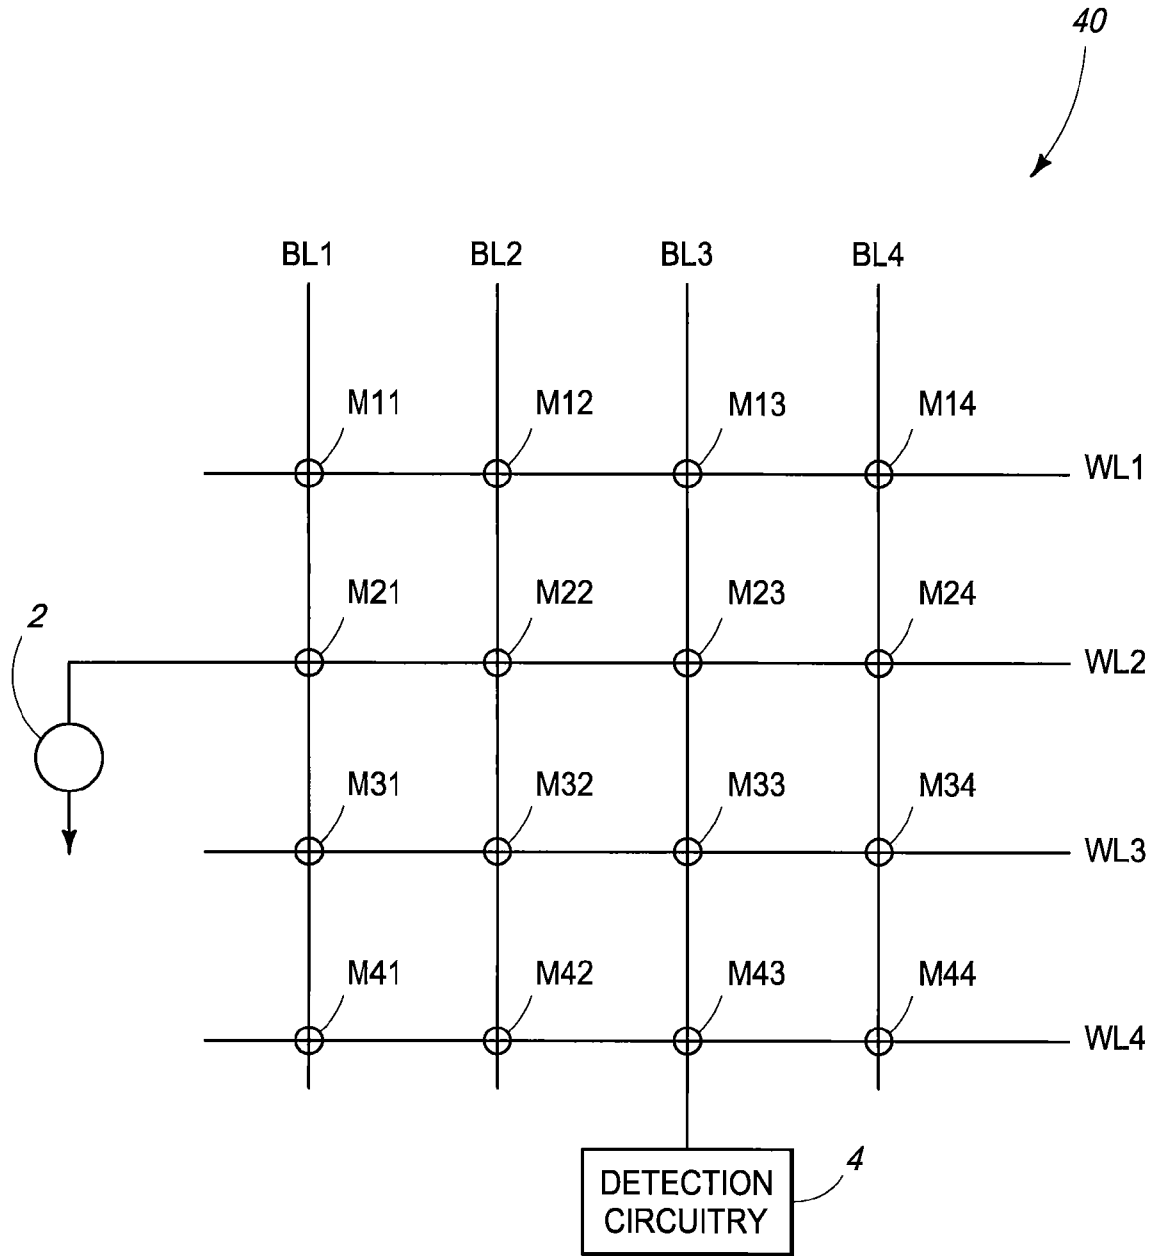 40
BL1 BL2 BL3 BL4
M11 M12 M13 M14
WL1
M21 M22 M23 M24
2
WL2
M31 M32 M33 M34
WL3
M41 M42 M43 M44
WL4
4
DETECTION
CIRCUITRY